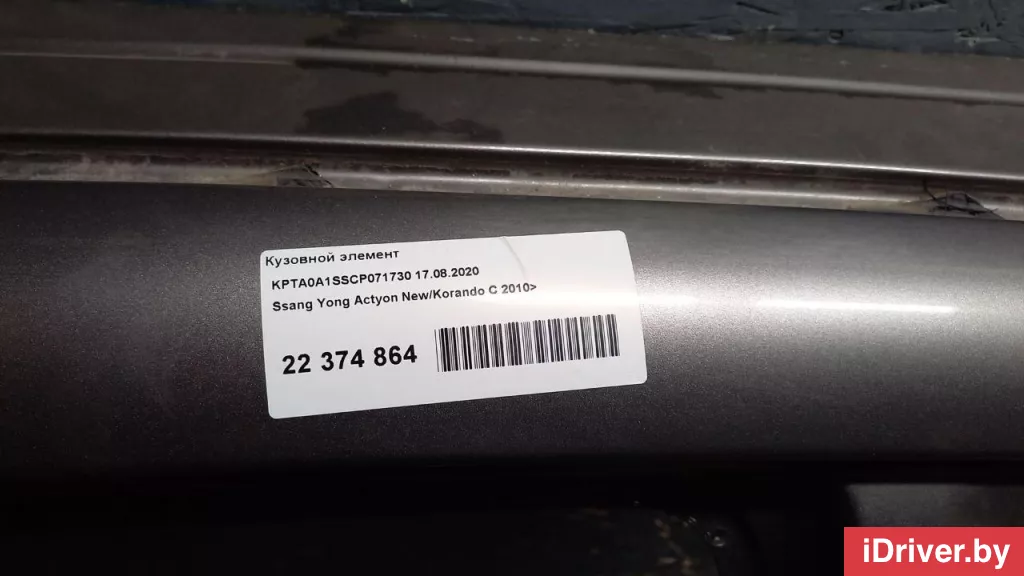 Кузовной элемент
KPTA0A1SSCP071730 17.08.2020
Ssang Yong Actyon New/Korando C 2010>
22 374 864
iDriver.by